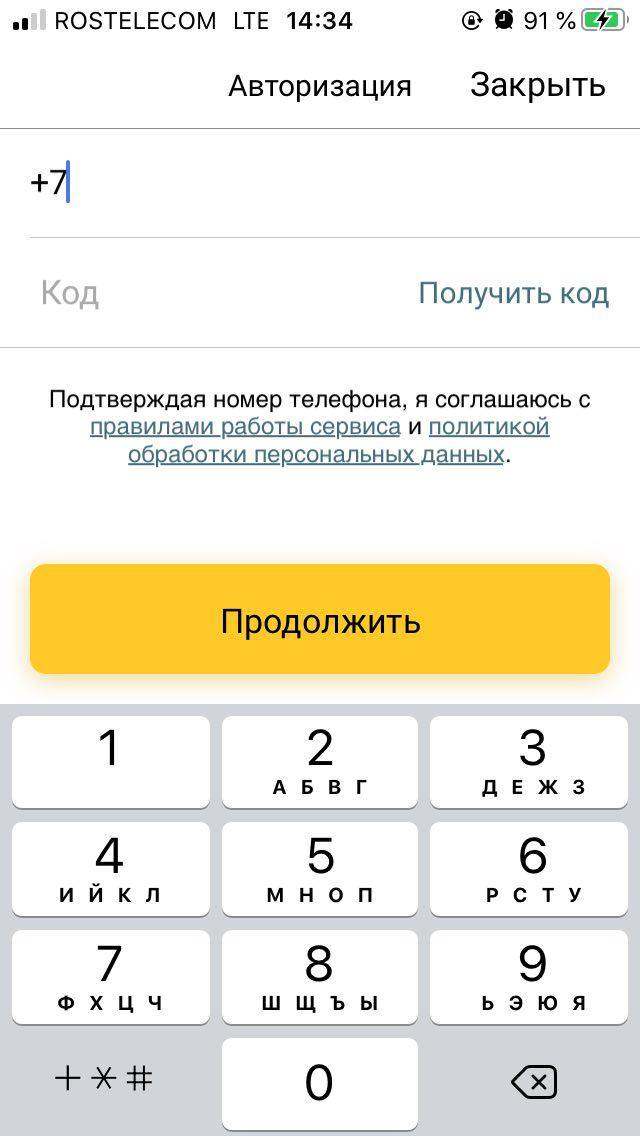 ROSTELECOM LTE 14:34 91 %
Авторизация Закрыть
+7
Код Получить код
Подтверждая номер телефона, я соглашаюсь с
правилами работы сервиса и политикой
обработки персональных данных.
Продолжить
1 2 3
А Б В Г Д Е Ж З
4 5 6
И Й К Л М Н О П Р С Т У
7 8 9
Ф Х Ц Ч Ш Щ Ъ Ы Ь Э Ю Я
+ * # 0